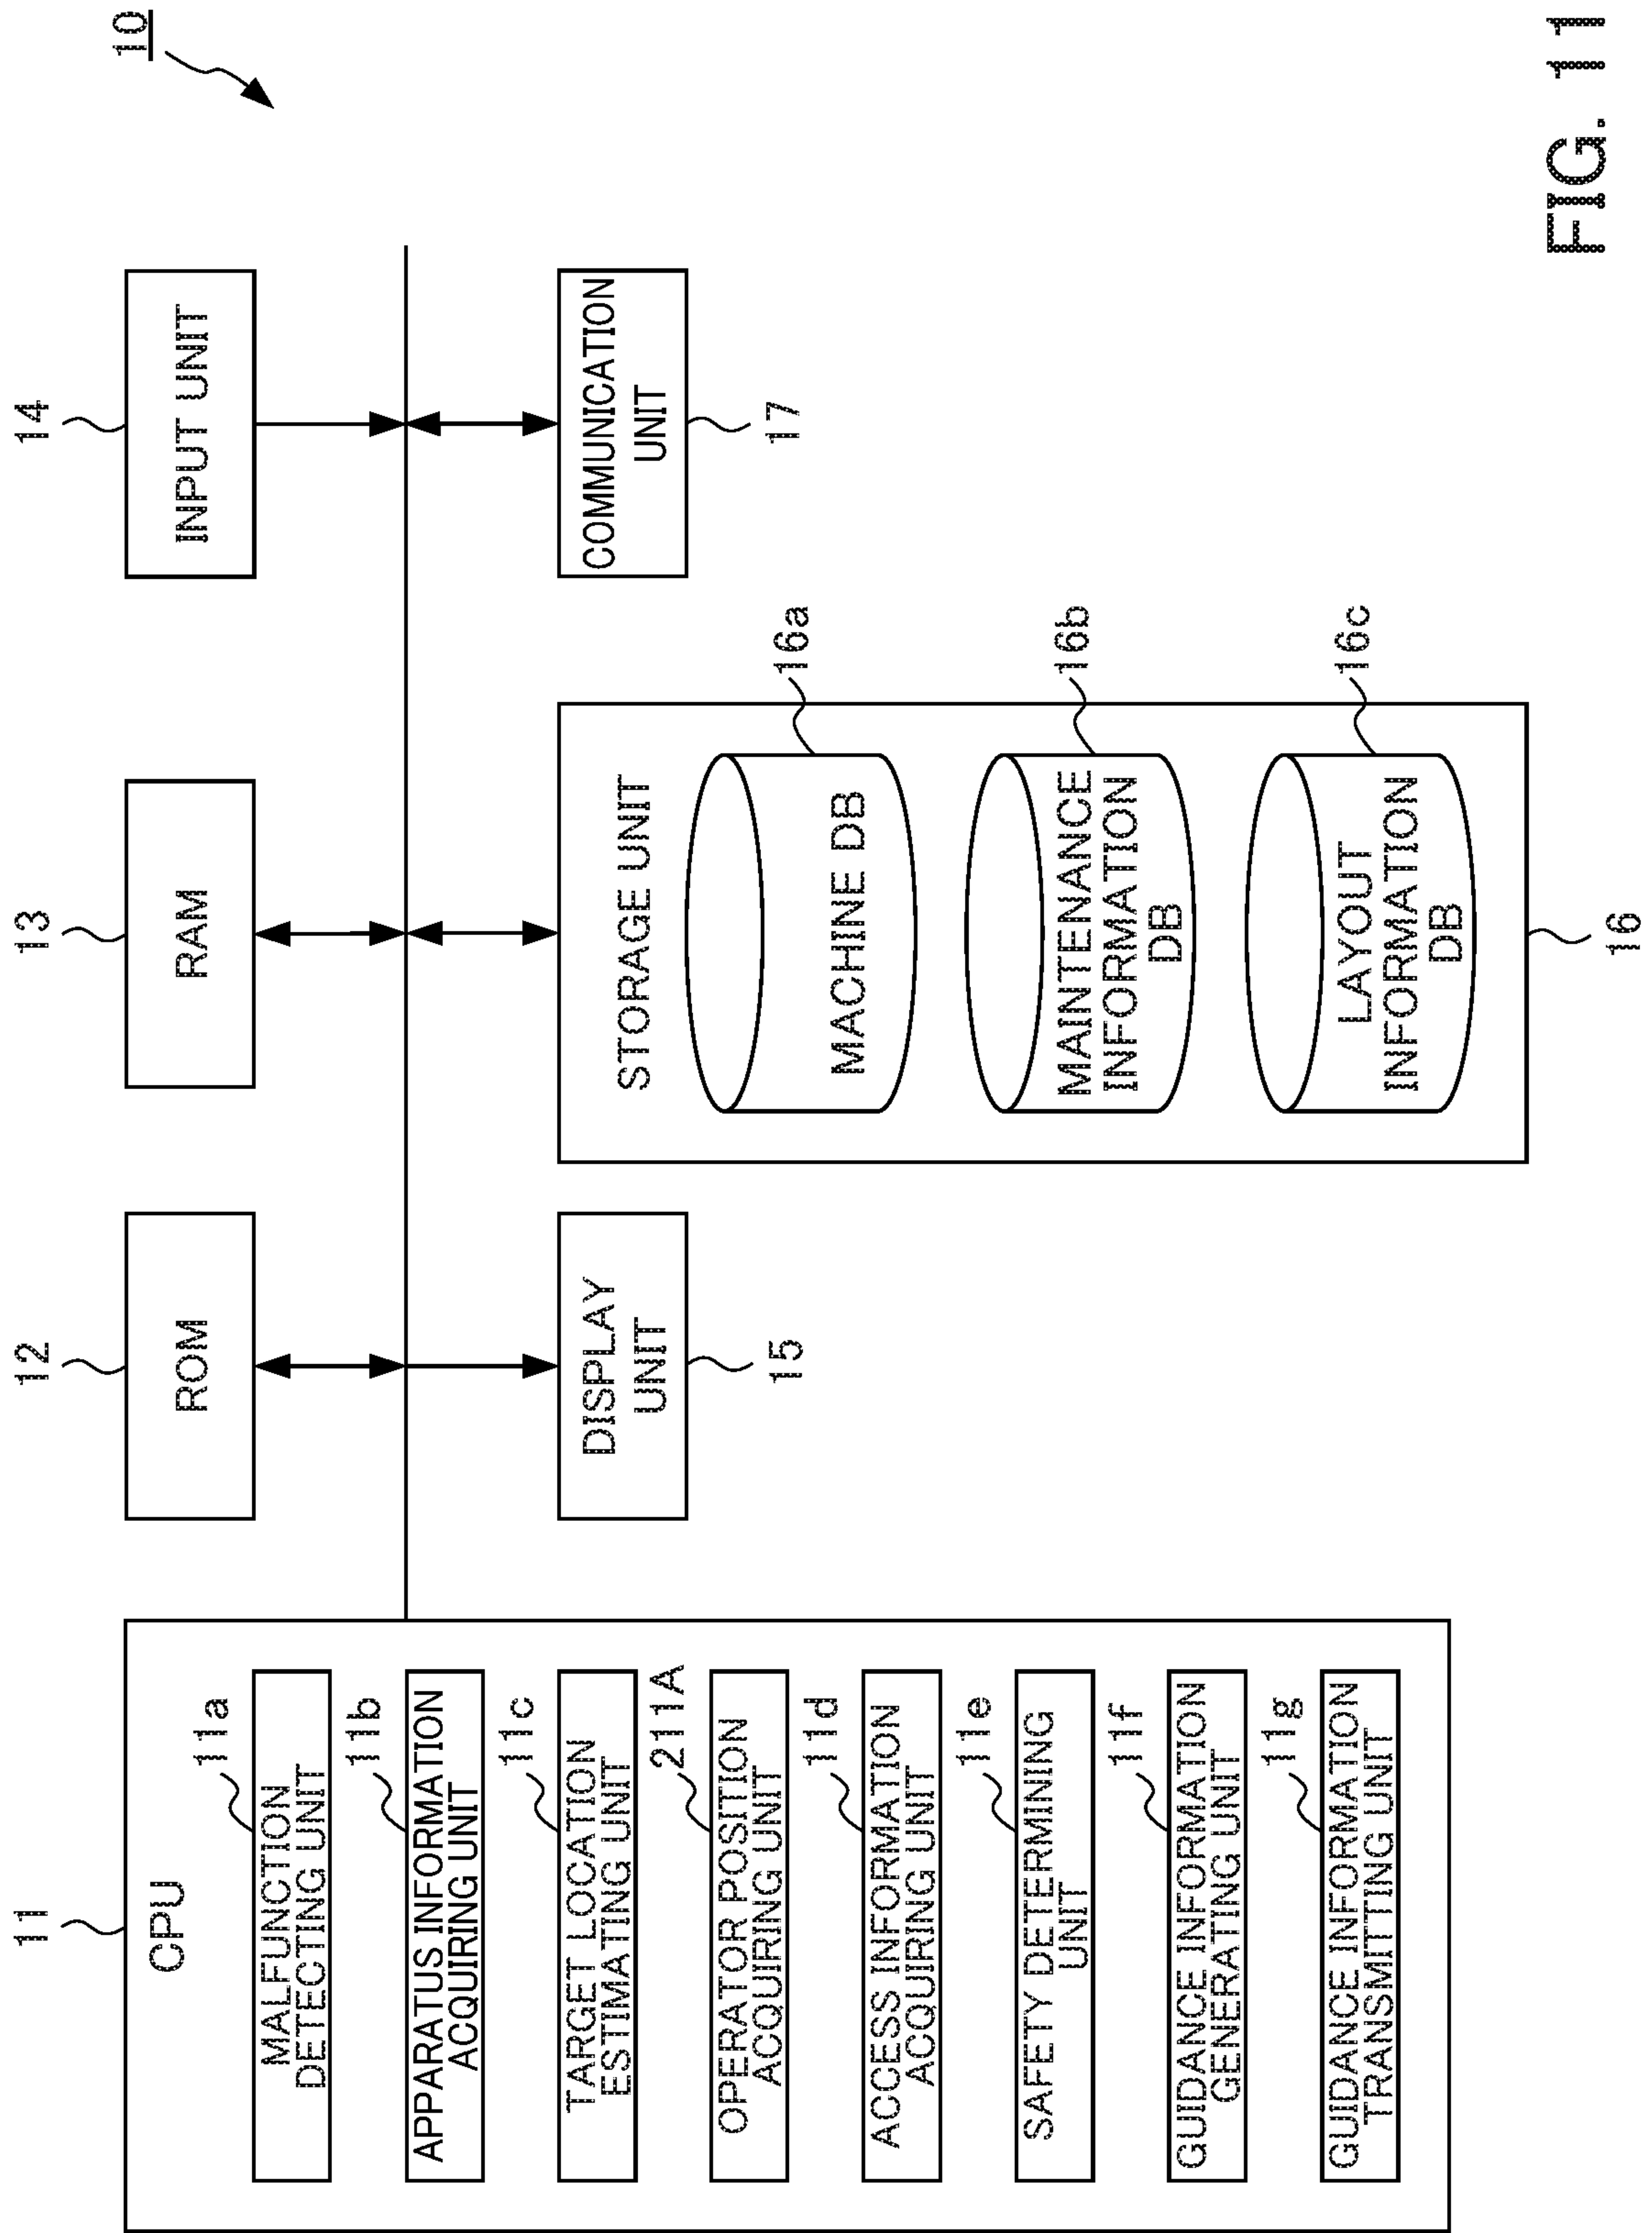 10
11
CPU
11a
MALFUNCTION
DETECTING UNIT
11b
APPARATUS INFORMATION
ACQUIRING UNIT
11c
TARGET LOCATION
ESTIMATING UNIT
211A
OPERATOR POSITION
ACQUIRING UNIT
11d
ACCESS INFORMATION
ACQUIRING UNIT
11e
SAFETY DETERMINING
UNIT
11f
GUIDANCE INFORMATION
GENERATING UNIT
11g
GUIDANCE INFORMATION
TRANSMITTING UNIT
12
ROM
13
RAM
14
INPUT UNIT
DISPLAY
UNIT
15
STORAGE UNIT
16a
MACHINE DB
16b
MAINTENANCE
INFORMATION
DB
16c
LAYOUT
INFORMATION
DB
16
COMMUNICATION
UNIT
17
FIG. 11